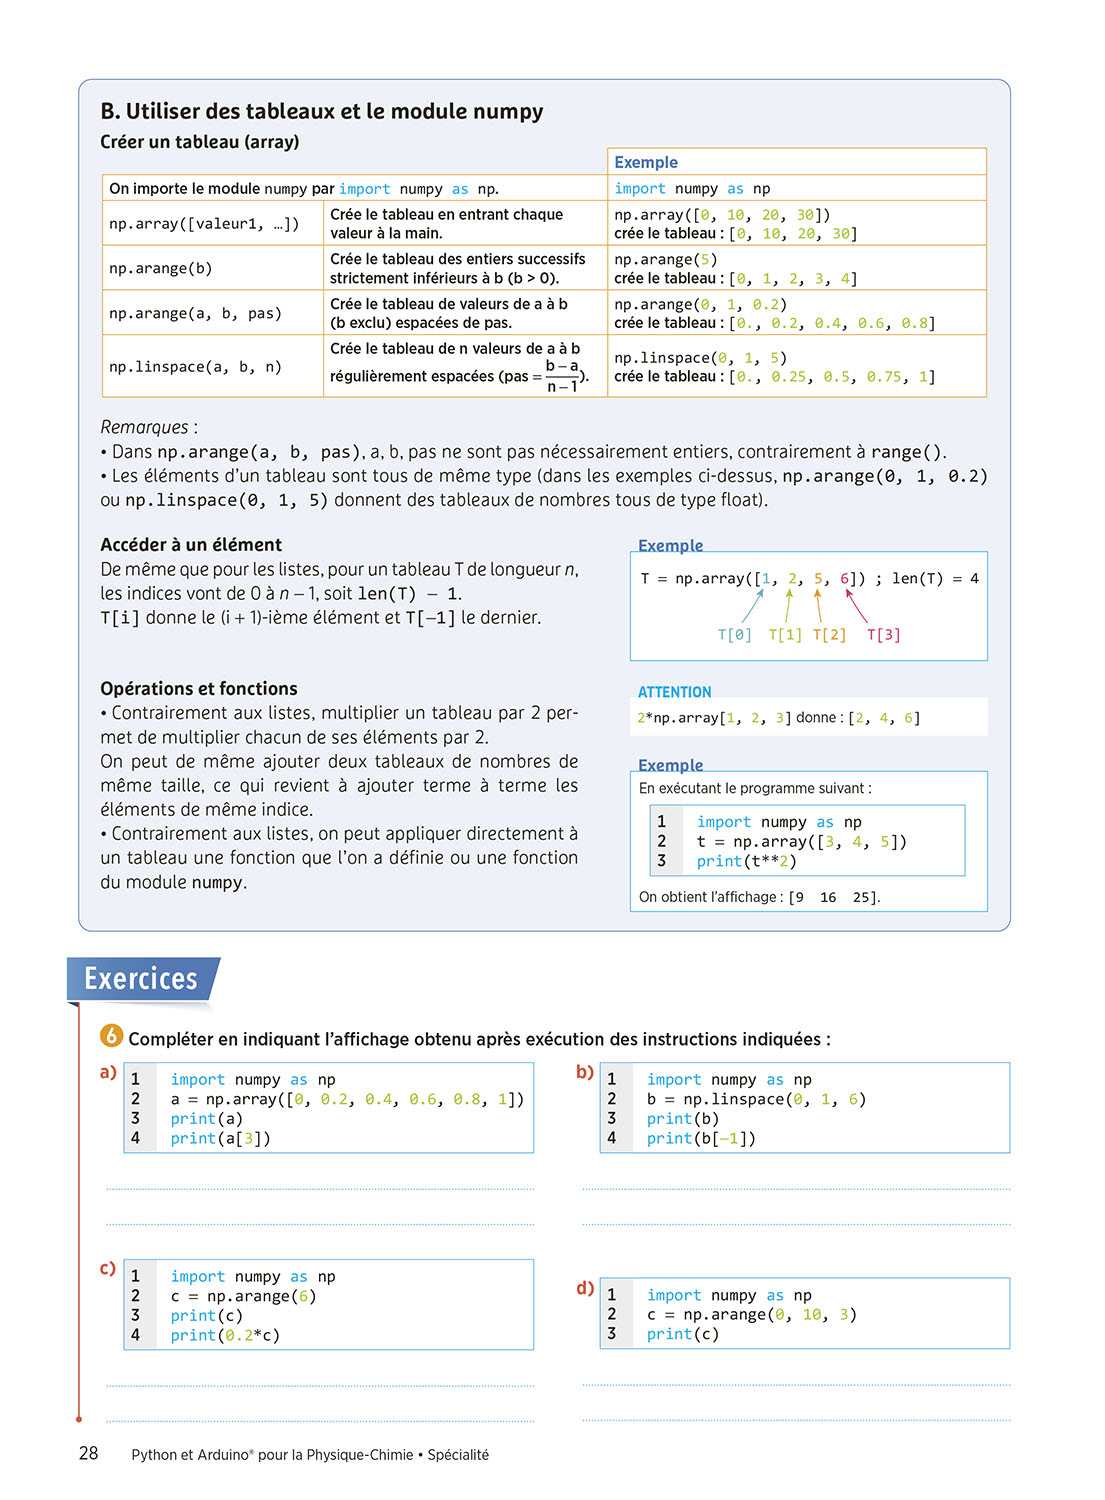 B. Utiliser des tableaux et le module numpy
Créer un tableau (array)
Exemple
On importe le module numpy par import numpy as np.
import numpy as np
np.array([valeur1, …])
Crée le tableau en entrant chaque
valeur à la main.
np.array([0, 10, 20, 30])
crée le tableau : [0, 10, 20, 30]
np.arange(b)
Crée le tableau des entiers successifs
strictement inférieurs à b (b > 0).
np.arange(5)
crée le tableau : [0, 1, 2, 3, 4]
np.arange(a, b, pas)
Crée le tableau de valeurs de a à b
(b exclu) espacées de pas.
np.arange(0, 1, 0.2)
crée le tableau : [0., 0.2, 0.4, 0.6, 0.8]
np.linspace(a, b, n)
Crée le tableau de n valeurs de a à b
régulièrement espacées (pas = b – a / n – 1).
np.linspace(0, 1, 5)
crée le tableau : [0., 0.25, 0.5, 0.75, 1]
Remarques :
• Dans np.arange(a, b, pas), a, b, pas ne sont pas nécessairement entiers, contrairement à range().
• Les éléments d'un tableau sont tous de même type (dans les exemples ci-dessus, np.arange(0, 1, 0.2)
ou np.linspace(0, 1, 5) donnent des tableaux de nombres tous de type float).
Accéder à un élément
De même que pour les listes, pour un tableau T de longueur n,
les indices vont de 0 à n – 1, soit len(T) – 1.
T[i] donne le (i + 1)-ième élément et T[–1] le dernier.
Exemple
T = np.array([1, 2, 5, 6]) ; len(T) = 4
T[0] T[1] T[2] T[3]
Opérations et fonctions
• Contrairement aux listes, multiplier un tableau par 2 per-
met de multiplier chacun de ses éléments par 2.
On peut de même ajouter deux tableaux de nombres de
même taille, ce qui revient à ajouter terme à terme les
éléments de même indice.
• Contrairement aux listes, on peut appliquer directement à
un tableau une fonction que l'on a définie ou une fonction
du module numpy.
ATTENTION
2*np.array[1, 2, 3] donne : [2, 4, 6]
Exemple
En exécutant le programme suivant :
1 import numpy as np
2 t = np.array([3, 4, 5])
3 print(t**2)
On obtient l'affichage : [9 16 25].
Exercices
6 Compléter en indiquant l'affichage obtenu après exécution des instructions indiquées :
a)
1 import numpy as np
2 a = np.array([0, 0.2, 0.4, 0.6, 0.8, 1])
3 print(a)
4 print(a[3])
b)
1 import numpy as np
2 b = np.linspace(0, 1, 6)
3 print(b)
4 print(b[–1])
c)
1 import numpy as np
2 c = np.arange(6)
3 print(c)
4 print(0.2*c)
d)
1 import numpy as np
2 c = np.arange(0, 10, 3)
3 print(c)
28 Python et Arduino® pour la Physique-Chimie • Spécialité